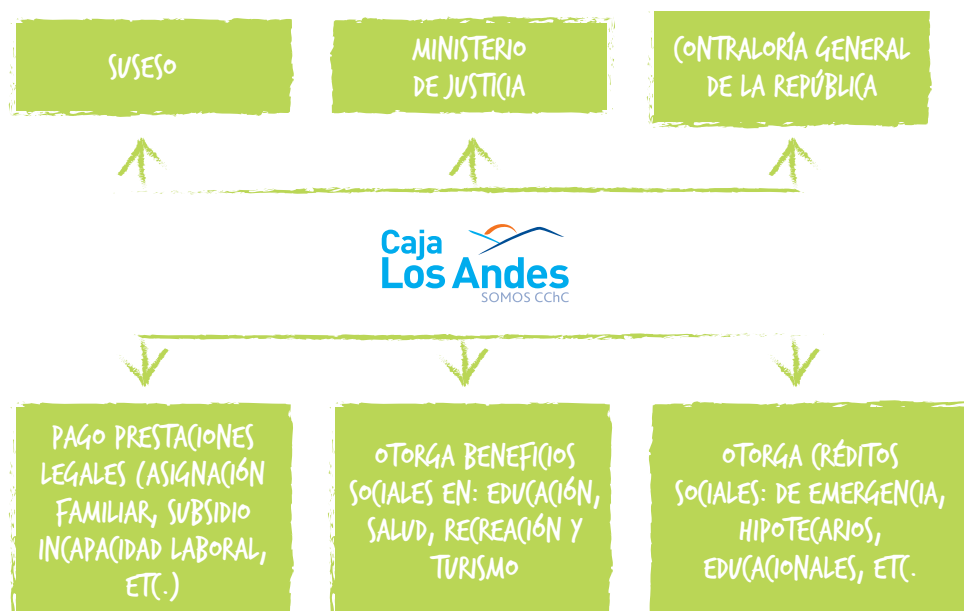 SUSESO
MINISTERIO
DE JUSTICIA
CONTRALORÍA GENERAL
DE LA REPÚBLICA
Caja
Los Andes
SOMOS CChC
PAGO PRESTACIONES
LEGALES (ASIGNACIÓN
FAMILIAR, SUBSIDIO
INCAPACIDAD LABORAL,
ETC.)
OTORGA BENEFICIOS
SOCIALES EN: EDUCACIÓN,
SALUD, RECREACIÓN Y
TURISMO
OTORGA CRÉDITOS
SOCIALES: DE EMERGENCIA,
HIPOTECARIOS,
EDUCACIONALES, ETC.